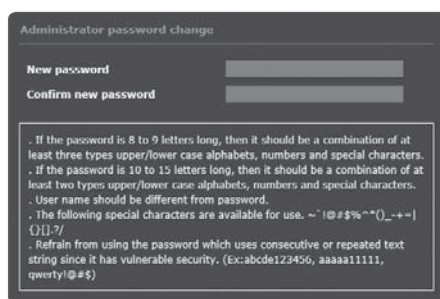 Administrator password change
New password
Confirm new password
. If the password is 8 to 9 letters long, then it should be a combination of at
least three types upper/lower case alphabets, numbers and special characters.
. If the password is 10 to 15 letters long, then it should be a combination of at
least two types upper/lower case alphabets, numbers and special characters.
. User name should be different from password.
. The following special characters are available for use. ~`!@#$%^*()_-+=|
{}[].?/
. Refrain from using the password which uses consecutive or repeated text
string since it has vulnerable security. (Ex:abcde123456, aaaaa11111,
qwerty!@#$)